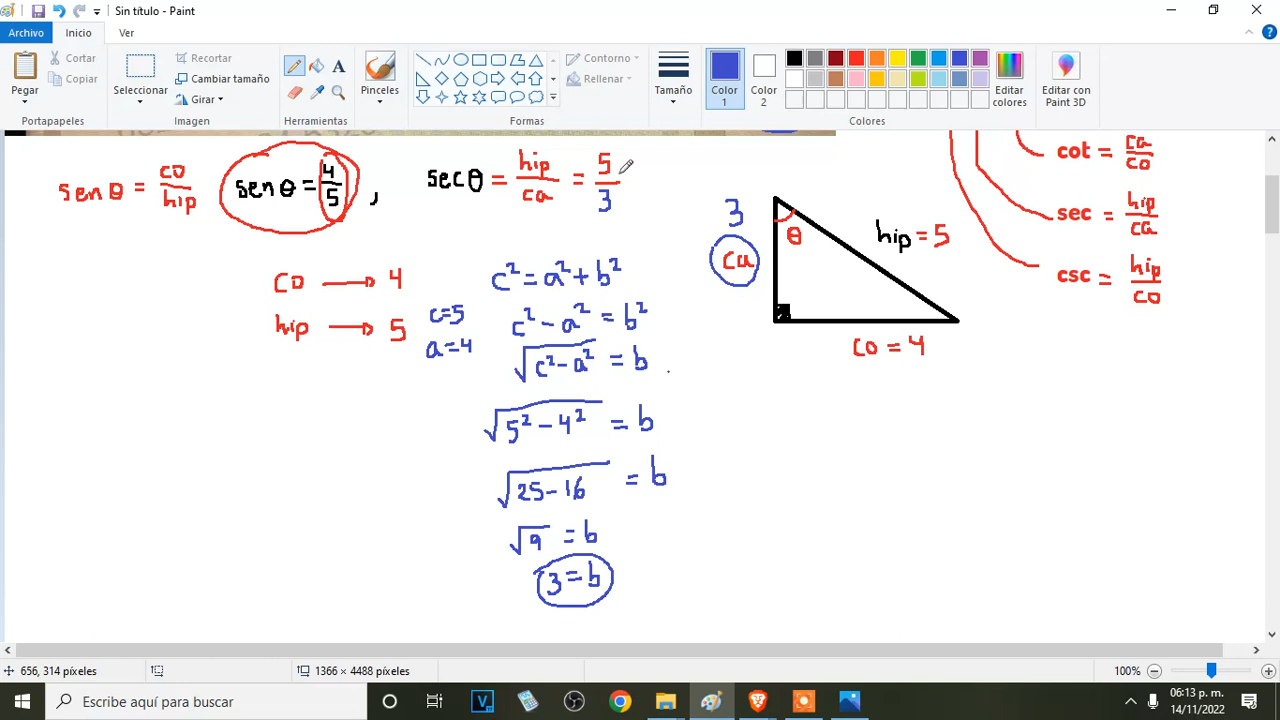 Sin título - Paint
Archivo Inicio Ver
Pegar
Cortar
Copiar
Portapapeles
Seleccionar
Recortar
Cambiar tamaño
Girar
Imagen
A
Herramientas
Pinceles
Contorno
Rellenar
Formas
Tamaño
Color 1
Color 2
Editar colores
Colores
Editar con Paint 3D
sen θ = co/hip
sen θ = 4/5 ,
sec θ = hip/ca = 5/3
co → 4
hip → 5
c=5
a=4
c² = a² + b²
c² - a² = b²
√c² - a² = b
√5² - 4² = b
√25 - 16 = b
√9 = b
3 = b
3
ca
θ
hip = 5
co = 4
cot = ca/co
sec = hip/ca
csc = hip/co
656, 314 píxeles
1366 × 4488 píxeles
100%
Escribe aquí para buscar
06:13 p. m.
14/11/2022